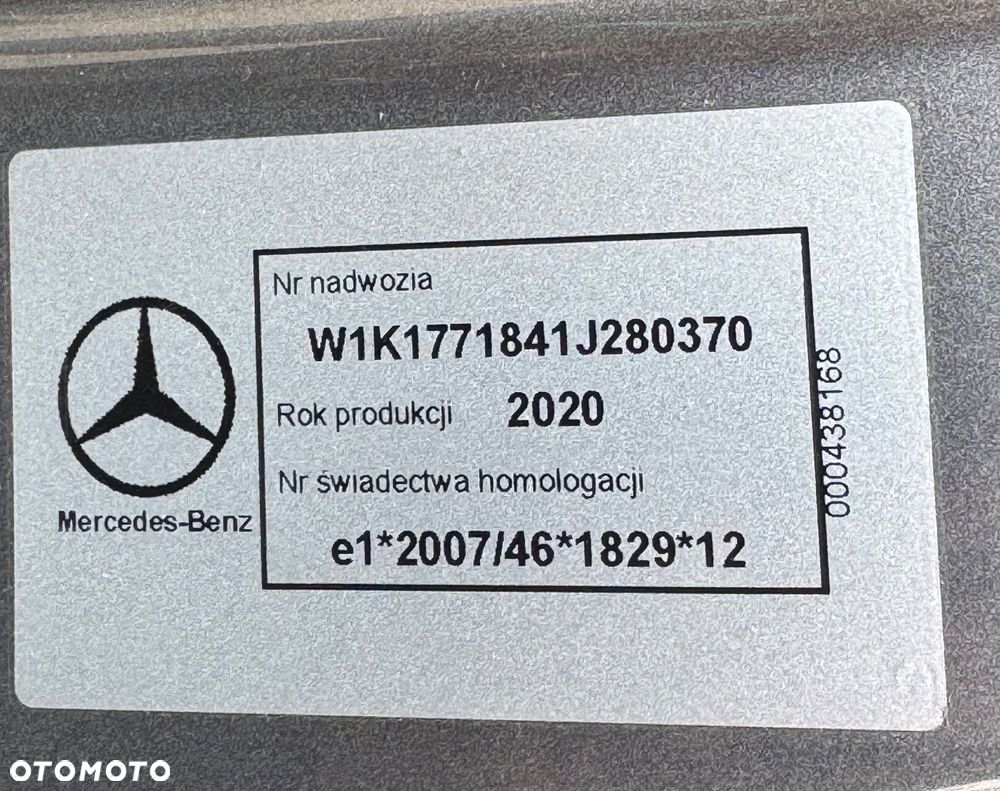 Nr nadwozia
W1K1771841J280370
Rok produkcji 2020
Nr świadectwa homologacji
e1*2007/46*1829*12
Mercedes-Benz
000438168
OTOMOTO